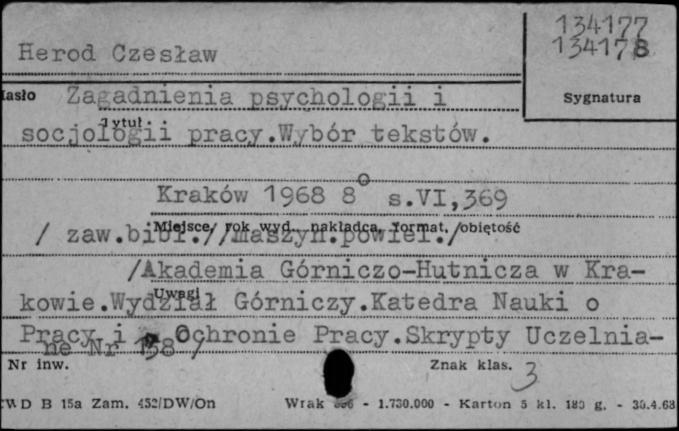 134177
134178
Herod Czesław
Hasło Zagadnienia psychologii i
Sygnatura
Tytuł
socjologii pracy.Wybór tekstów.
Kraków 1968 8° s.VI,369
Miejsce, rok wyd., nakładca, format, objętość
/ zaw.bibl.//maszyn.powiel./
/Akademia Górniczo-Hutnicza w Kra-
Uwagi
kowie.Wydział Górniczy.Katedra Nauki o
Pracy i Ochronie Pracy.Skrypty Uczelnia-
ne Nr 138 /
Nr inw.
Znak klas. 3
CWD B 15a Zam. 452/DW/On Wrak - 1.730.000 - Karton 5 kl. 180 g. - 30.4.68